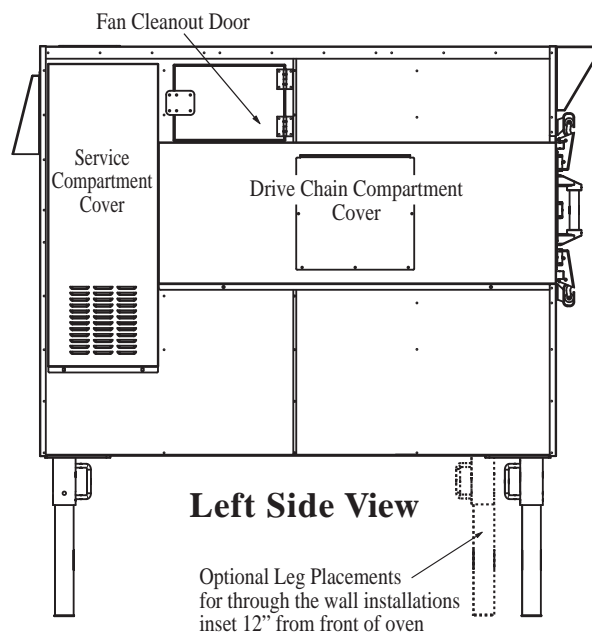 Fan Cleanout Door
Service
Compartment
Cover
Drive Chain Compartment
Cover
Left Side View
Optional Leg Placements
for through the wall installations
inset 12” from front of oven